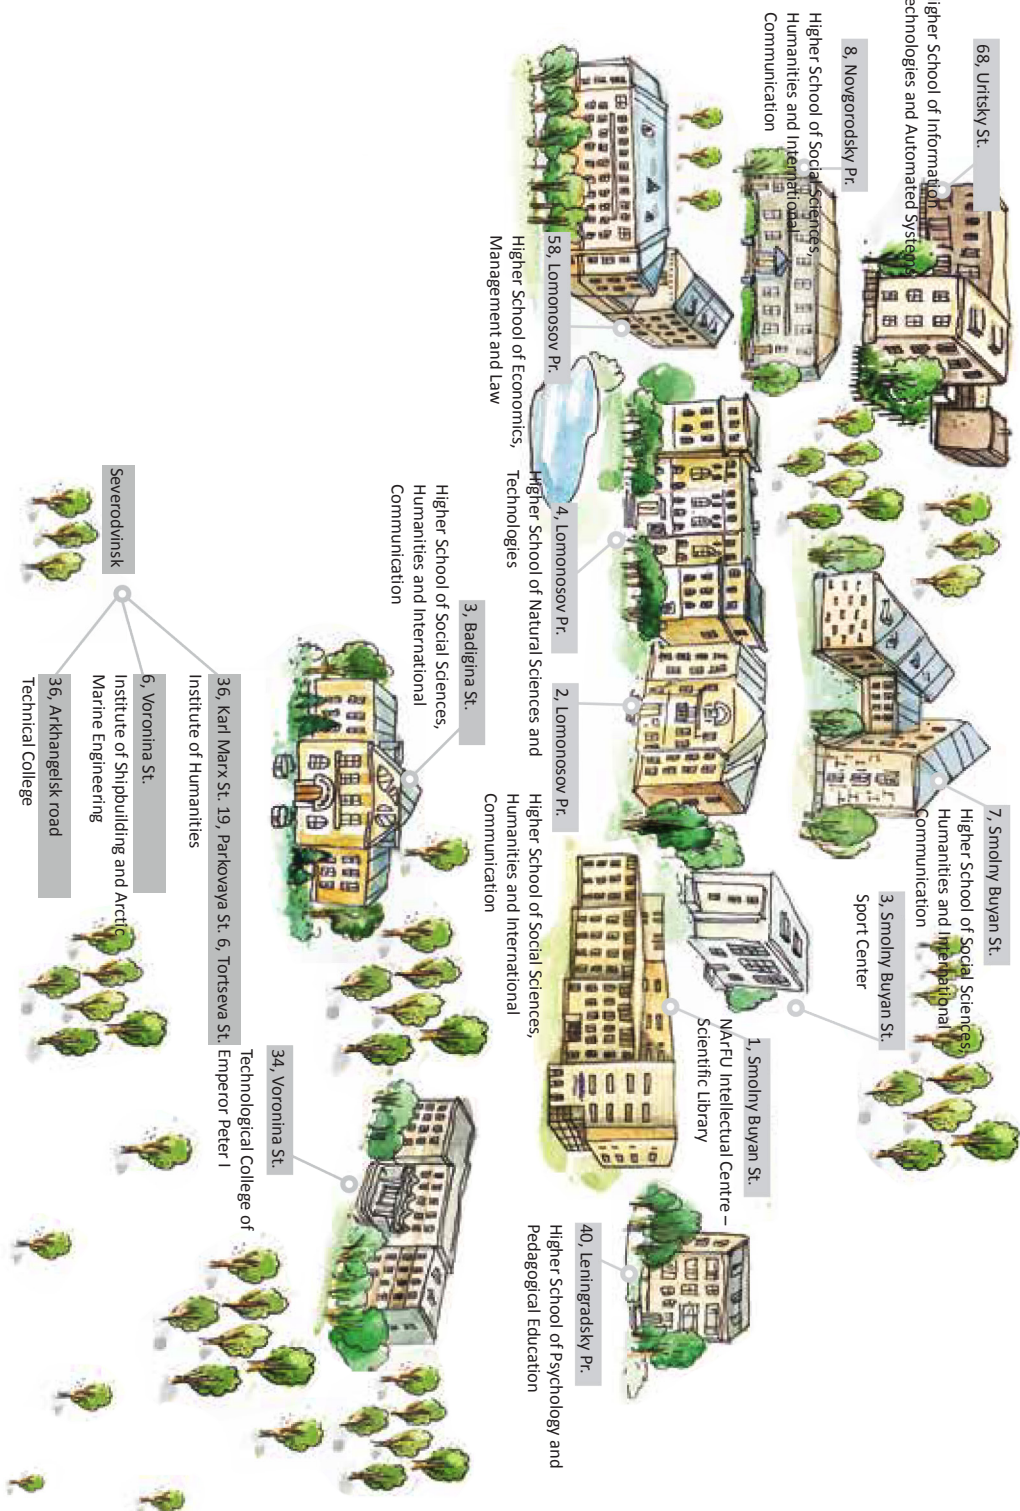 68, Uritsky St.
igher School of Information
echnologies and Automated Systems
8, Novgorodsky Pr.
Higher School of Social Sciences,
Humanities and International
Communication
58, Lomonosov Pr.
Higher School of Economics,
Management and Law
4, Lomonosov Pr.
Higher School of Natural Sciences and
Technologies
2, Lomonosov Pr.
Higher School of Social Sciences,
Humanities and International
Communication
7, Smolny Buyan St.
Higher School of Social Sciences,
Humanities and International
Communication
3, Smolny Buyan St.
Sport Center
1, Smolny Buyan St.
NArFU Intellectual Centre –
Scientific Library
40, Leningradsky Pr.
Higher School of Psychology and
Pedagogical Education
3, Badigina St.
Higher School of Social Sciences,
Humanities and International
Communication
34, Voronina St.
Technological College of
Emperor Peter I
Severodvinsk
36, Karl Marx St. 19, Parkovaya St. 6, Tortseva St.
Institute of Humanities
6, Voronina St.
Institute of Shipbuilding and Arctic
Marine Engineering
36, Arkhangelsk road
Technical College